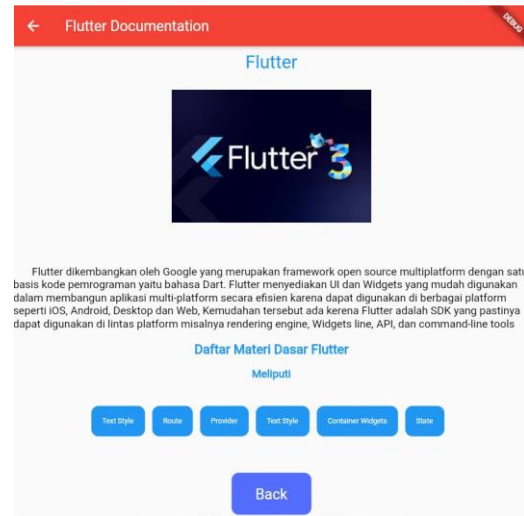 Flutter Documentation
DEBUG
Flutter
Flutter 3
Flutter dikembangkan oleh Google yang merupakan framework open source multiplatform dengan satu
basis kode pemrograman yaitu bahasa Dart. Flutter menyediakan UI dan Widgets yang mudah digunakan
dalam membangun aplikasi multi-platform secara efisien karena dapat digunakan di berbagai platform
seperti iOS, Android, Desktop dan Web, Kemudahan tersebut ada kerena Flutter adalah SDK yang pastinya
dapat digunakan di lintas platform misalnya rendering engine, Widgets line, API, dan command-line tools
Daftar Materi Dasar Flutter
Meliputi
Text Style Route Provider Text Style Container Widgets State
Back